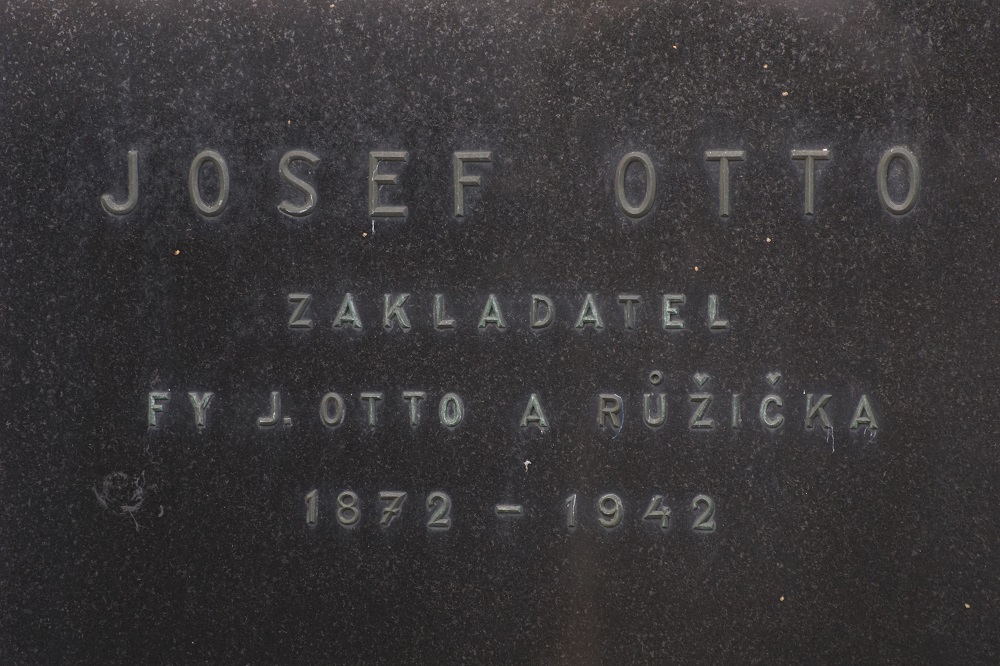 JOSEF OTTO
ZAKLADATEL
FY J. OTTO A RŮŽIČKA
1872 - 1942